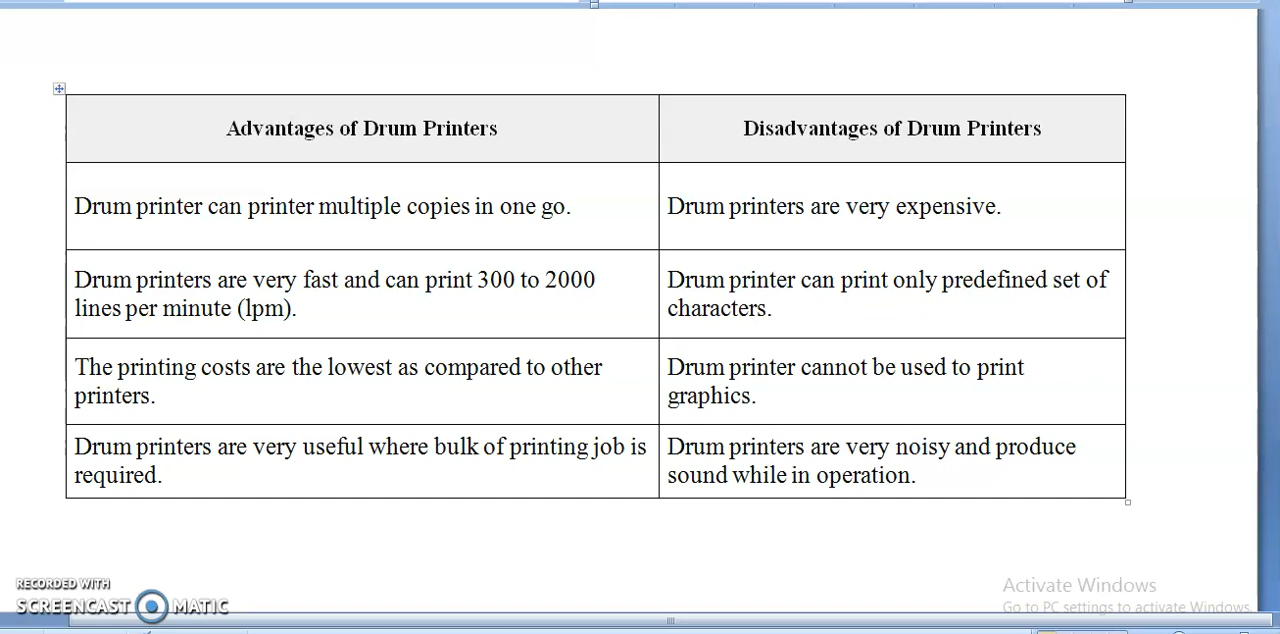 Advantages of Drum Printers
Disadvantages of Drum Printers
Drum printer can printer multiple copies in one go.
Drum printers are very expensive.
Drum printers are very fast and can print 300 to 2000
lines per minute (lpm).
Drum printer can print only predefined set of
characters.
The printing costs are the lowest as compared to other
printers.
Drum printer cannot be used to print
graphics.
Drum printers are very useful where bulk of printing job is
required.
Drum printers are very noisy and produce
sound while in operation.
RECORDED WITH
SCREENCAST MATIC
Activate Windows
Go to PC settings to activate Windows.